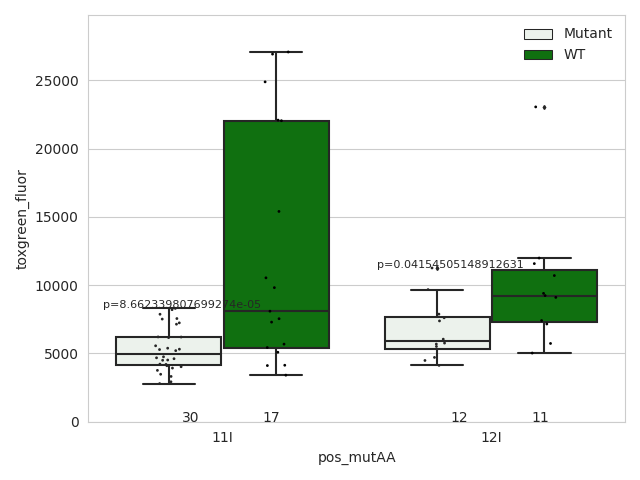 Mutant
WT
25000
20000
15000
10000
5000
0
toxgreen_fluor
p=8.662339807699274e-05
p=0.04154505148912631
30 17 12 11
11I 12I
pos_mutAA